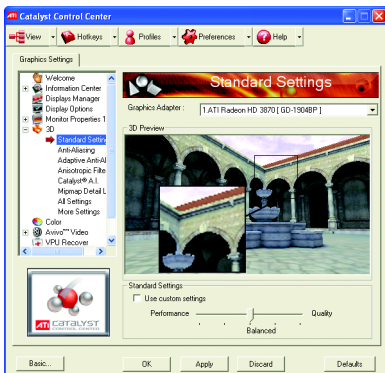 ATI Catalyst Control Center
View
Hotkeys
Profiles
Preferences
Help
Graphics Settings
Welcome
Information Center
Displays Manager
Display Options
Monitor Properties 1
3D
Standard Settin
Anti-Aliasing
Adaptive Anti-Al
Anisotropic Filte
Catalyst® A.I.
Mipmap Detail L
All Settings
More Settings
Color
Avivo™ Video
VPU Recover
ATI CATALYST
CONTROL CENTER
Standard Settings
Graphics Adapter :
1.ATI Radeon HD 3870 [ GD-1904BP ]
3D Preview
Standard Settings
Use custom settings
Performance
Quality
Balanced
Basic...
OK
Apply
Discard
Defaults